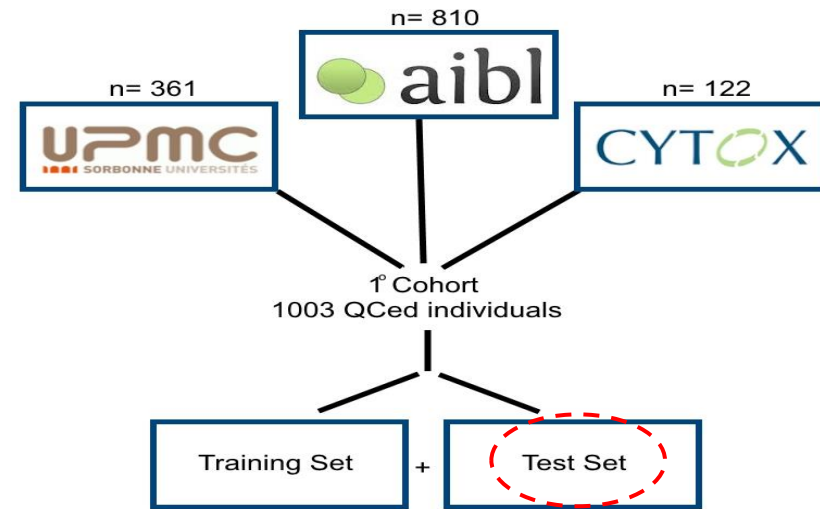 n= 810
aibl
n= 361
UPMC
SORBONNE UNIVERSITÉS
n= 122
CYTOX
1° Cohort
1003 QCed individuals
Training Set + Test Set